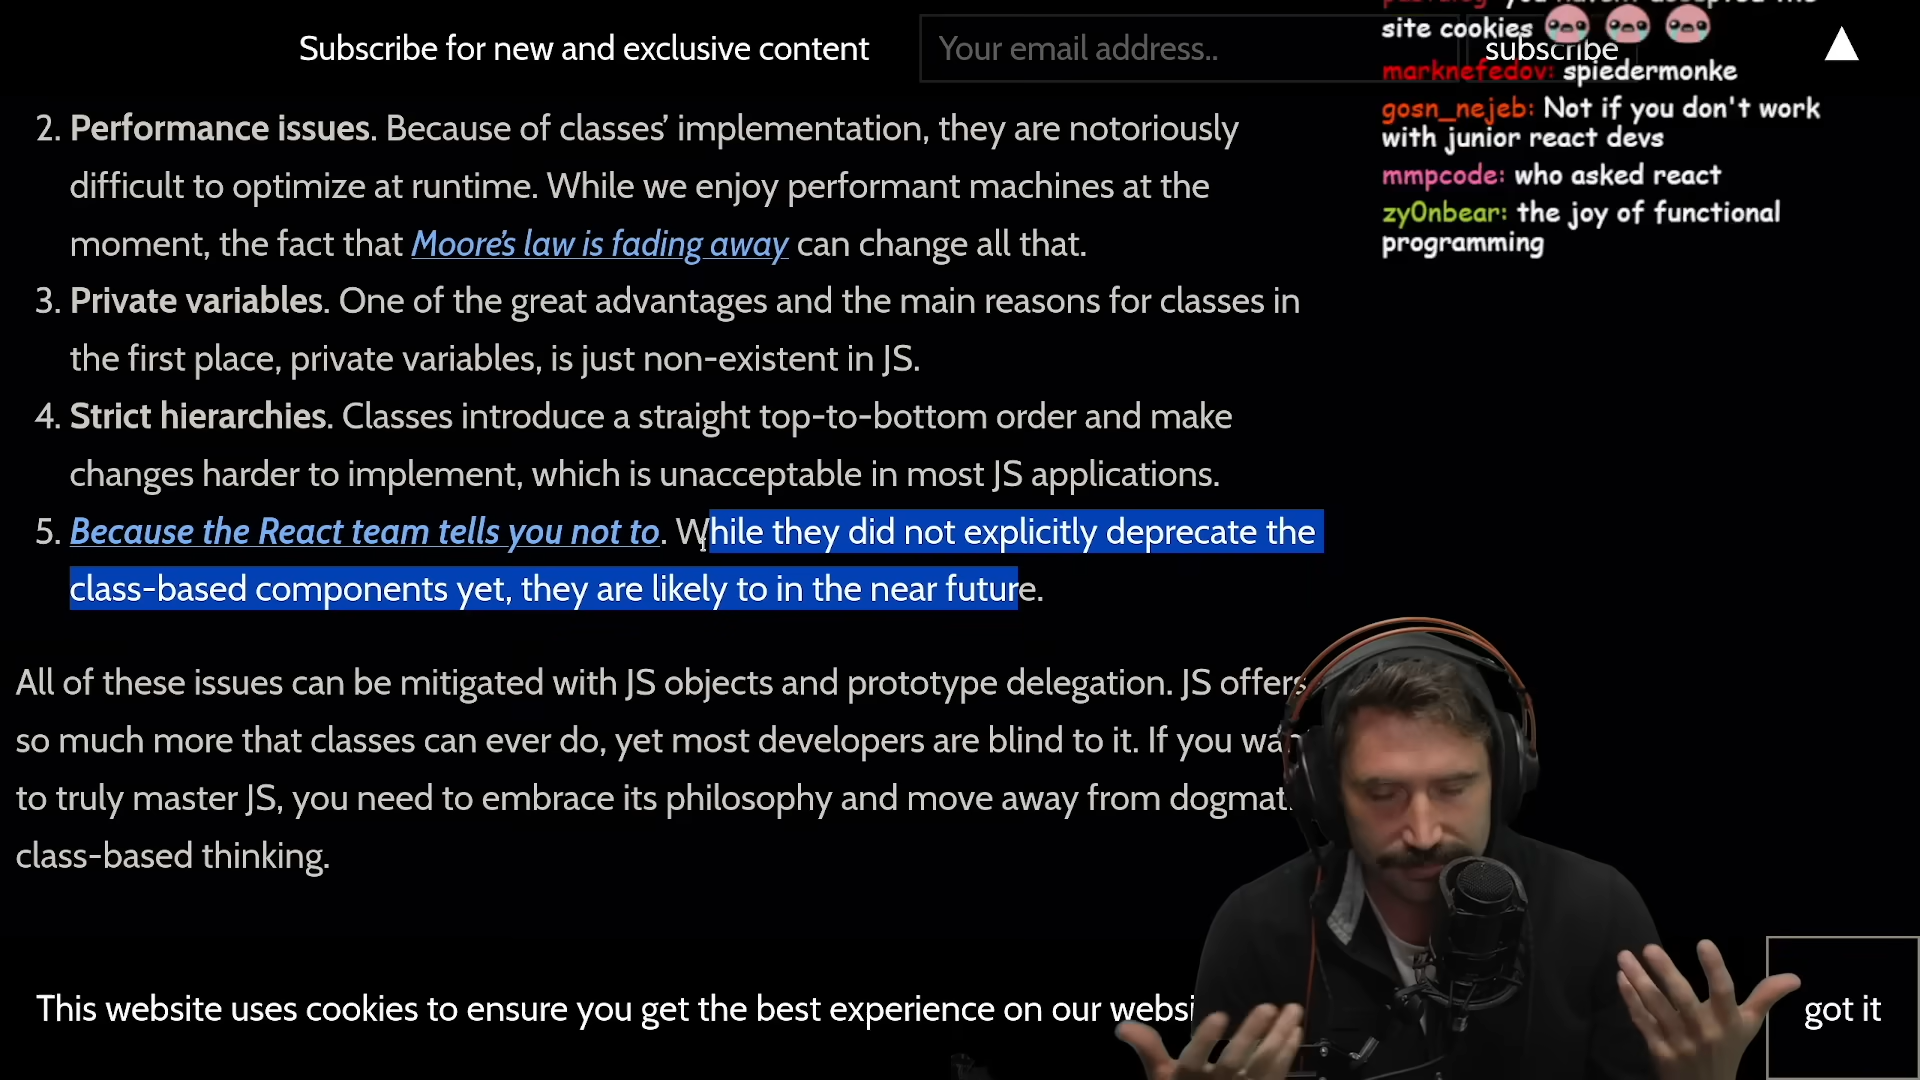 Subscribe for new and exclusive content
Your email address..
subscribe
▲
2. Performance issues. Because of classes’ implementation, they are notoriously
difficult to optimize at runtime. While we enjoy performant machines at the
moment, the fact that Moore’s law is fading away can change all that.
3. Private variables. One of the great advantages and the main reasons for classes in
the first place, private variables, is just non-existent in JS.
4. Strict hierarchies. Classes introduce a straight top-to-bottom order and make
changes harder to implement, which is unacceptable in most JS applications.
5. Because the React team tells you not to. While they did not explicitly deprecate the
class-based components yet, they are likely to in the near future.
All of these issues can be mitigated with JS objects and prototype delegation. JS offers
so much more that classes can ever do, yet most developers are blind to it. If you want
to truly master JS, you need to embrace its philosophy and move away from dogmati
class-based thinking.
This website uses cookies to ensure you get the best experience on our websi
got it
site cookies
marknefedov: spiedermonke
gosn_nejeb: Not if you don't work
with junior react devs
mmpcode: who asked react
zy0nbear: the joy of functional
programming